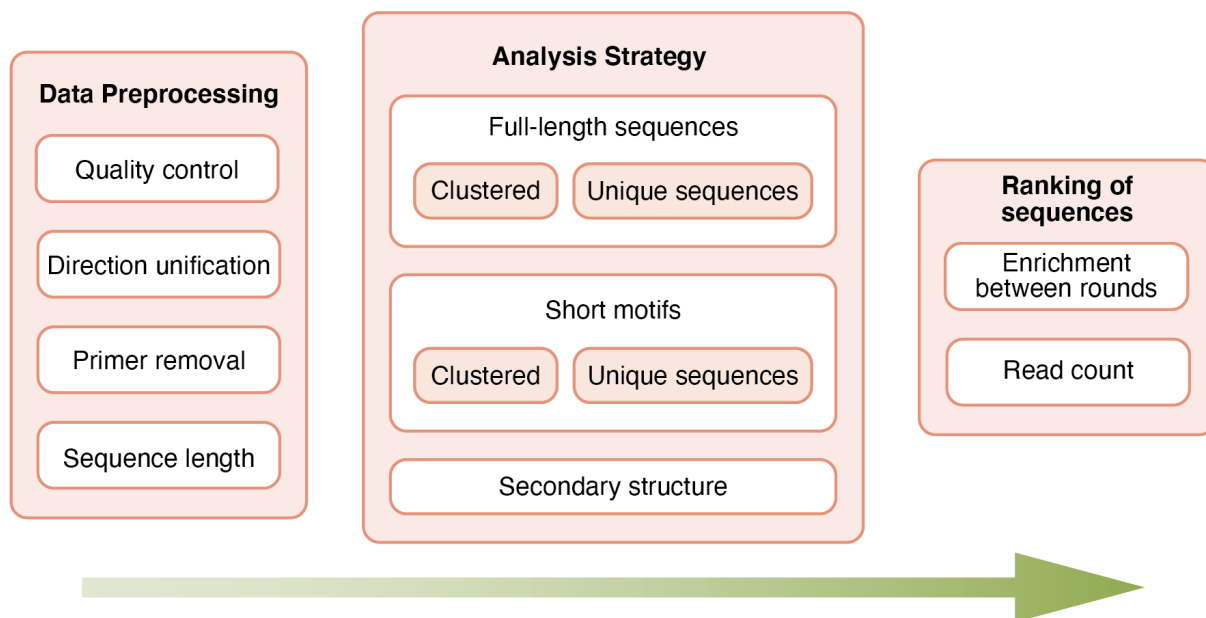 Data Preprocessing
Quality control
Direction unification
Primer removal
Sequence length
Analysis Strategy
Full-length sequences
Clustered
Unique sequences
Short motifs
Clustered
Unique sequences
Secondary structure
Ranking of
sequences
Enrichment
between rounds
Read count